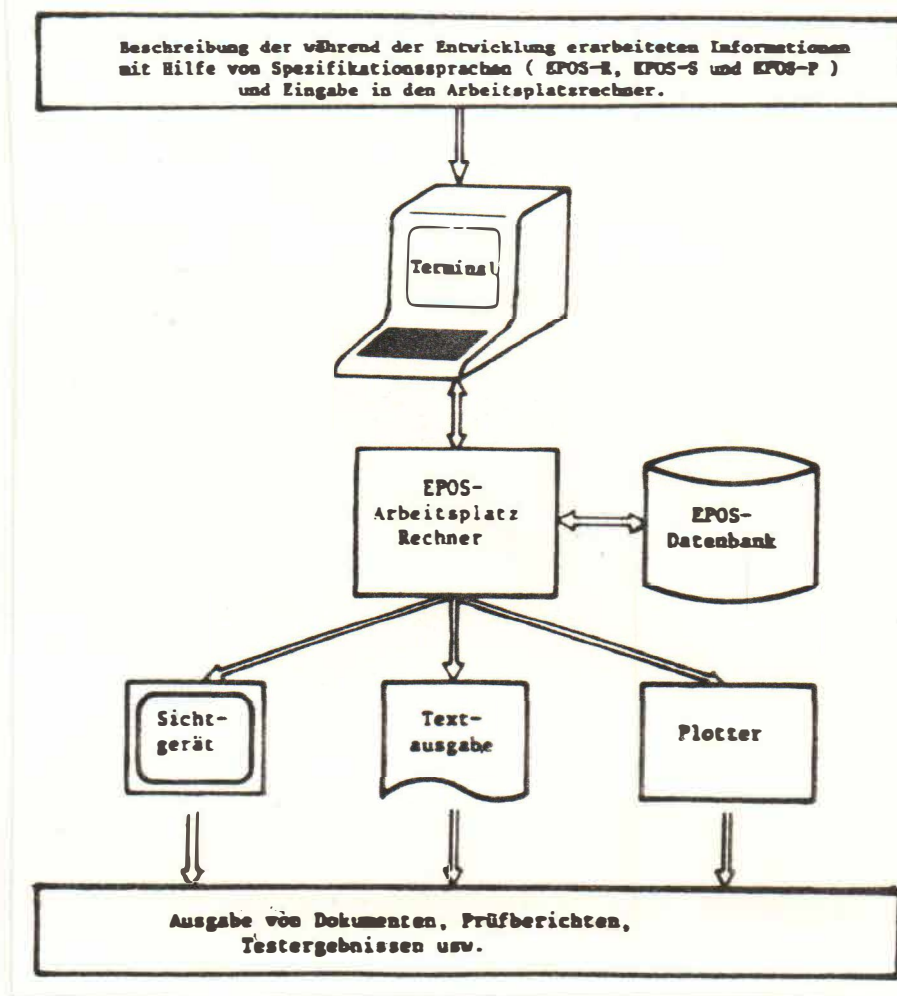 Beschreibung der während der Entwicklung erarbeiteten Informationen
mit Hilfe von Spezifikationssprachen ( EPOS-R, EPOS-S und EPOS-P )
und Eingabe in den Arbeitsplatzrechner.
Terminal
EPOS-
Arbeitsplatz
Rechner
EPOS-
Datenbank
Sicht-
gerät
Text-
ausgabe
Plotter
Ausgabe von Dokumenten, Prüfberichten,
Testergebnissen usw.